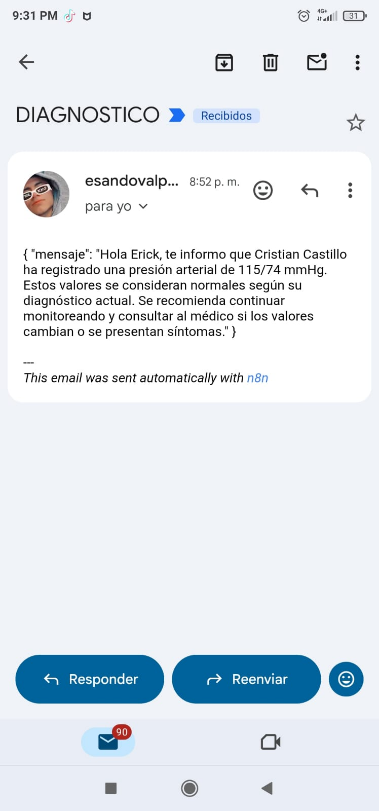 9:31 PM
4G+
31
DIAGNOSTICO
Recibidos
esandovalp... 8:52 p. m.
para yo
{ "mensaje": "Hola Erick, te informo que Cristian Castillo
ha registrado una presión arterial de 115/74 mmHg.
Estos valores se consideran normales según su
diagnóstico actual. Se recomienda continuar
monitoreando y consultar al médico si los valores
cambian o se presentan síntomas." }
---
This email was sent automatically with n8n
Responder
Reenviar
90